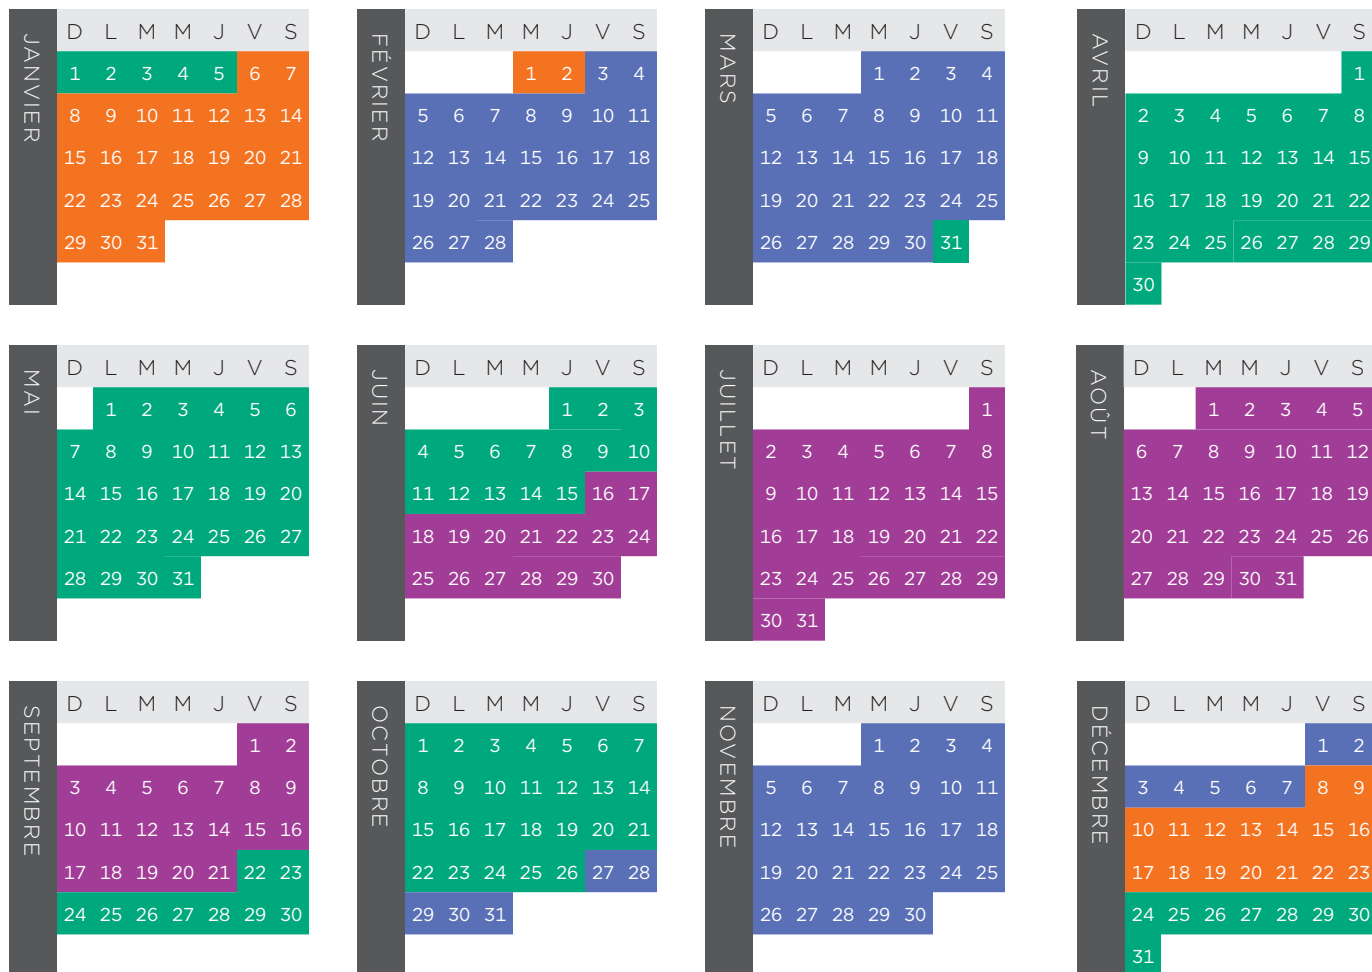 JANVIER
D L M M J V S
1 2 3 4 5 6 7
8 9 10 11 12 13 14
15 16 17 18 19 20 21
22 23 24 25 26 27 28
29 30 31
FÉVRIER
D L M M J V S
1 2 3 4
5 6 7 8 9 10 11
12 13 14 15 16 17 18
19 20 21 22 23 24 25
26 27 28
MARS
D L M M J V S
1 2 3 4
5 6 7 8 9 10 11
12 13 14 15 16 17 18
19 20 21 22 23 24 25
26 27 28 29 30 31
AVRIL
D L M M J V S
1
2 3 4 5 6 7 8
9 10 11 12 13 14 15
16 17 18 19 20 21 22
23 24 25 26 27 28 29
30
MAI
D L M M J V S
1 2 3 4 5 6
7 8 9 10 11 12 13
14 15 16 17 18 19 20
21 22 23 24 25 26 27
28 29 30 31
JUIN
D L M M J V S
1 2 3
4 5 6 7 8 9 10
11 12 13 14 15 16 17
18 19 20 21 22 23 24
25 26 27 28 29 30
JUILLET
D L M M J V S
1
2 3 4 5 6 7 8
9 10 11 12 13 14 15
16 17 18 19 20 21 22
23 24 25 26 27 28 29
30 31
AOÛT
D L M M J V S
1 2 3 4 5
6 7 8 9 10 11 12
13 14 15 16 17 18 19
20 21 22 23 24 25 26
27 28 29 30 31
SEPTEMBRE
D L M M J V S
1 2
3 4 5 6 7 8 9
10 11 12 13 14 15 16
17 18 19 20 21 22 23
24 25 26 27 28 29 30
OCTOBRE
D L M M J V S
1 2 3 4 5 6 7
8 9 10 11 12 13 14
15 16 17 18 19 20 21
22 23 24 25 26 27 28
29 30 31
NOVEMBRE
D L M M J V S
1 2 3 4
5 6 7 8 9 10 11
12 13 14 15 16 17 18
19 20 21 22 23 24 25
26 27 28 29 30
DÉCEMBRE
D L M M J V S
1 2
3 4 5 6 7 8 9
10 11 12 13 14 15 16
17 18 19 20 21 22 23
24 25 26 27 28 29 30
31